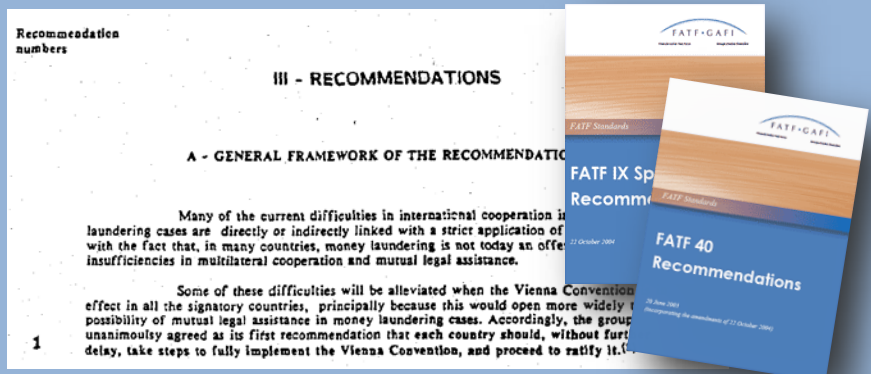 Recommendation
numbers
III - RECOMMENDATIONS
A - GENERAL FRAMEWORK OF THE
Many of the current difficulties in international cooperation in
laundering cases are directly or indirectly linked with a strict application of
with the fact that, in many countries, money laundering is not today an
insufficiencies in multilateral cooperation and mutual legal assistance.
Some of these difficulties will be alleviated when the Vienna Convention
effect in all the signatory countries, principally because this would open more widely
possibility of mutual legal assistance in money laundering cases. Accordingly, the group
unanimoulsy agreed as its first recommendation that each country should, without
1
delay, take steps to fully implement the Vienna Convention, and proceed to ratify it.
FATF·GAFI
FATF Standards
FATF IX
22 October 2004
FATF·GAFI
FATF Standards
FATF 40
Recommendations
20 June 2003
(incorporating the amendments of 22 October 2004)